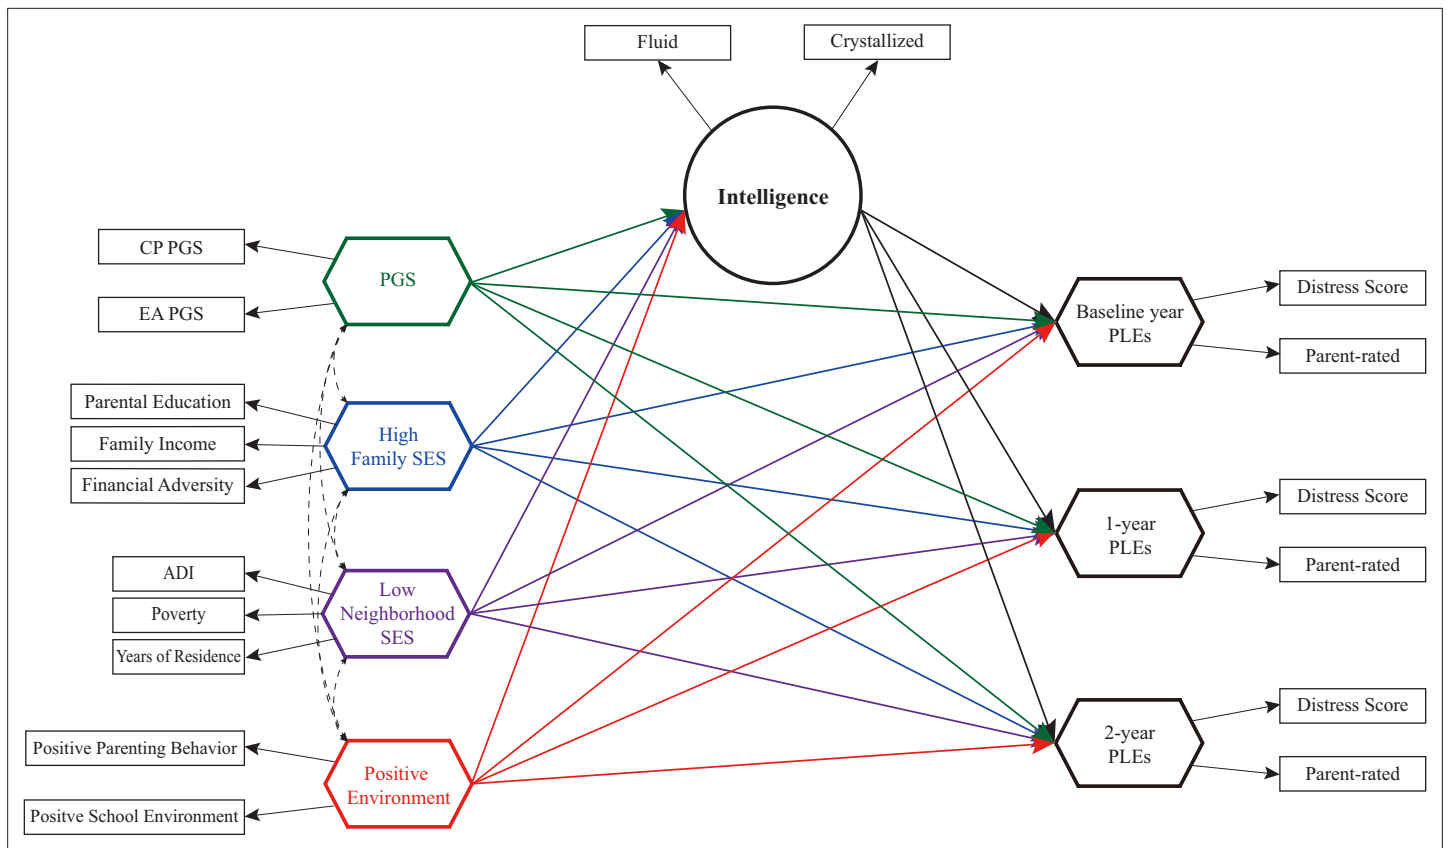 Fluid
Crystallized
Intelligence
CP PGS
EA PGS
PGS
Parental Education
Family Income
Financial Adversity
High
Family SES
ADI
Poverty
Years of Residence
Low
Neighborhood
SES
Positive Parenting Behavior
Positve School Environment
Positive
Environment
Baseline year
PLEs
Distress Score
Parent-rated
1-year
PLEs
Distress Score
Parent-rated
2-year
PLEs
Distress Score
Parent-rated